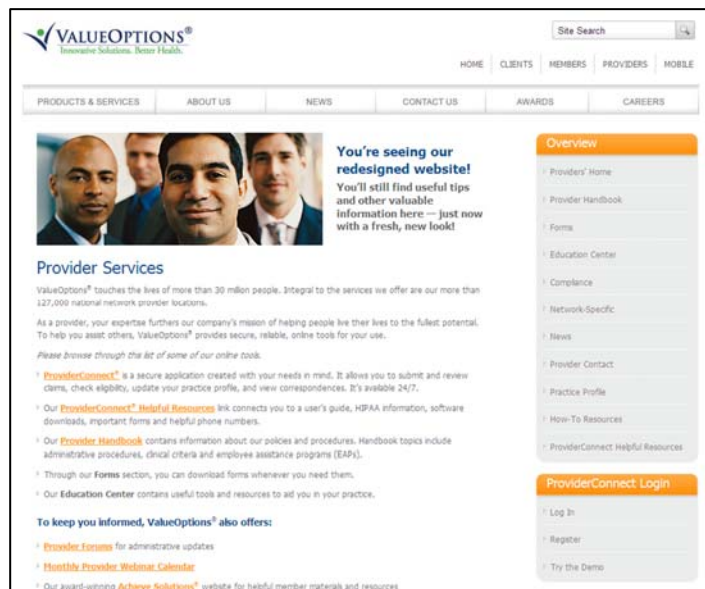 VALUEOPTIONS®
Innovative Solutions. Better Health.
Site Search
HOME CLIENTS MEMBERS PROVIDERS MOBILE
PRODUCTS & SERVICES ABOUT US NEWS CONTACT US AWARDS CAREERS
You're seeing our
redesigned website!
You'll still find useful tips
and other valuable
information here — just now
with a fresh, new look!
Provider Services
ValueOptions® touches the lives of more than 30 million people. Integral to the services we offer are our more than
127,000 national network provider locations.
As a provider, your expertise furthers our company's mission of helping people live their lives to the fullest potential.
To help you assist others, ValueOptions® provides secure, reliable, online tools for your use.
Please browse through the list of some of our online tools.
ProviderConnect® is a secure application created with your needs in mind. It allows you to submit and review
claims, check eligibility, update your practice profile, and view correspondences. It's available 24/7.
Our ProviderConnect® Helpful Resources link connects you to a user's guide, HIPAA information, software
downloads, important forms and helpful phone numbers.
Our Provider Handbook contains information about our policies and procedures. Handbook topics include
administrative procedures, clinical criteria and employee assistance programs (EAPs).
Through our Forms section, you can download forms whenever you need them.
Our Education Center contains useful tools and resources to aid you in your practice.
To keep you informed, ValueOptions® also offers:
Provider Forums for administrative updates
Monthly Provider Webinar Calendar
Our award-winning Achieve Solutions® website for helpful member materials and resources
Overview
Providers' Home
Provider Handbook
Forms
Education Center
Compliance
Network-Specific
News
Provider Contact
Practice Profile
How-To Resources
ProviderConnect Helpful Resources
ProviderConnect Login
Log In
Register
Try the Demo